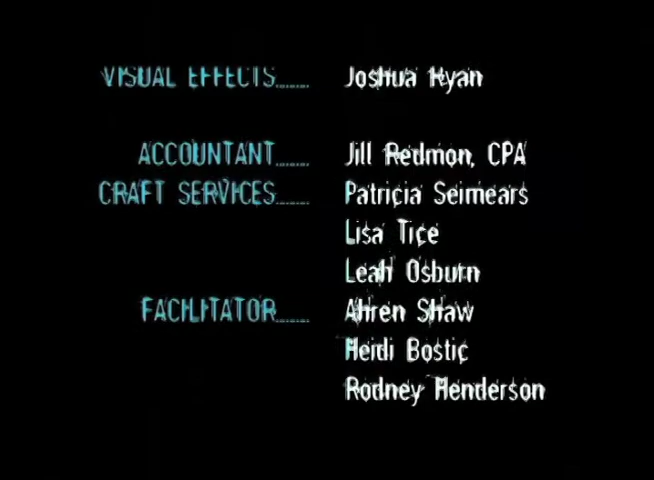 VISUAL EFFECTS......... Joshua Ryan
ACCOUNTANT......... Jill Redmon, CPA
CRAFT SERVICES......... Patricia Seimears
Lisa Tice
Leah Osburn
FACILITATOR......... Ahren Shaw
Heidi Bostic
Rodney Henderson